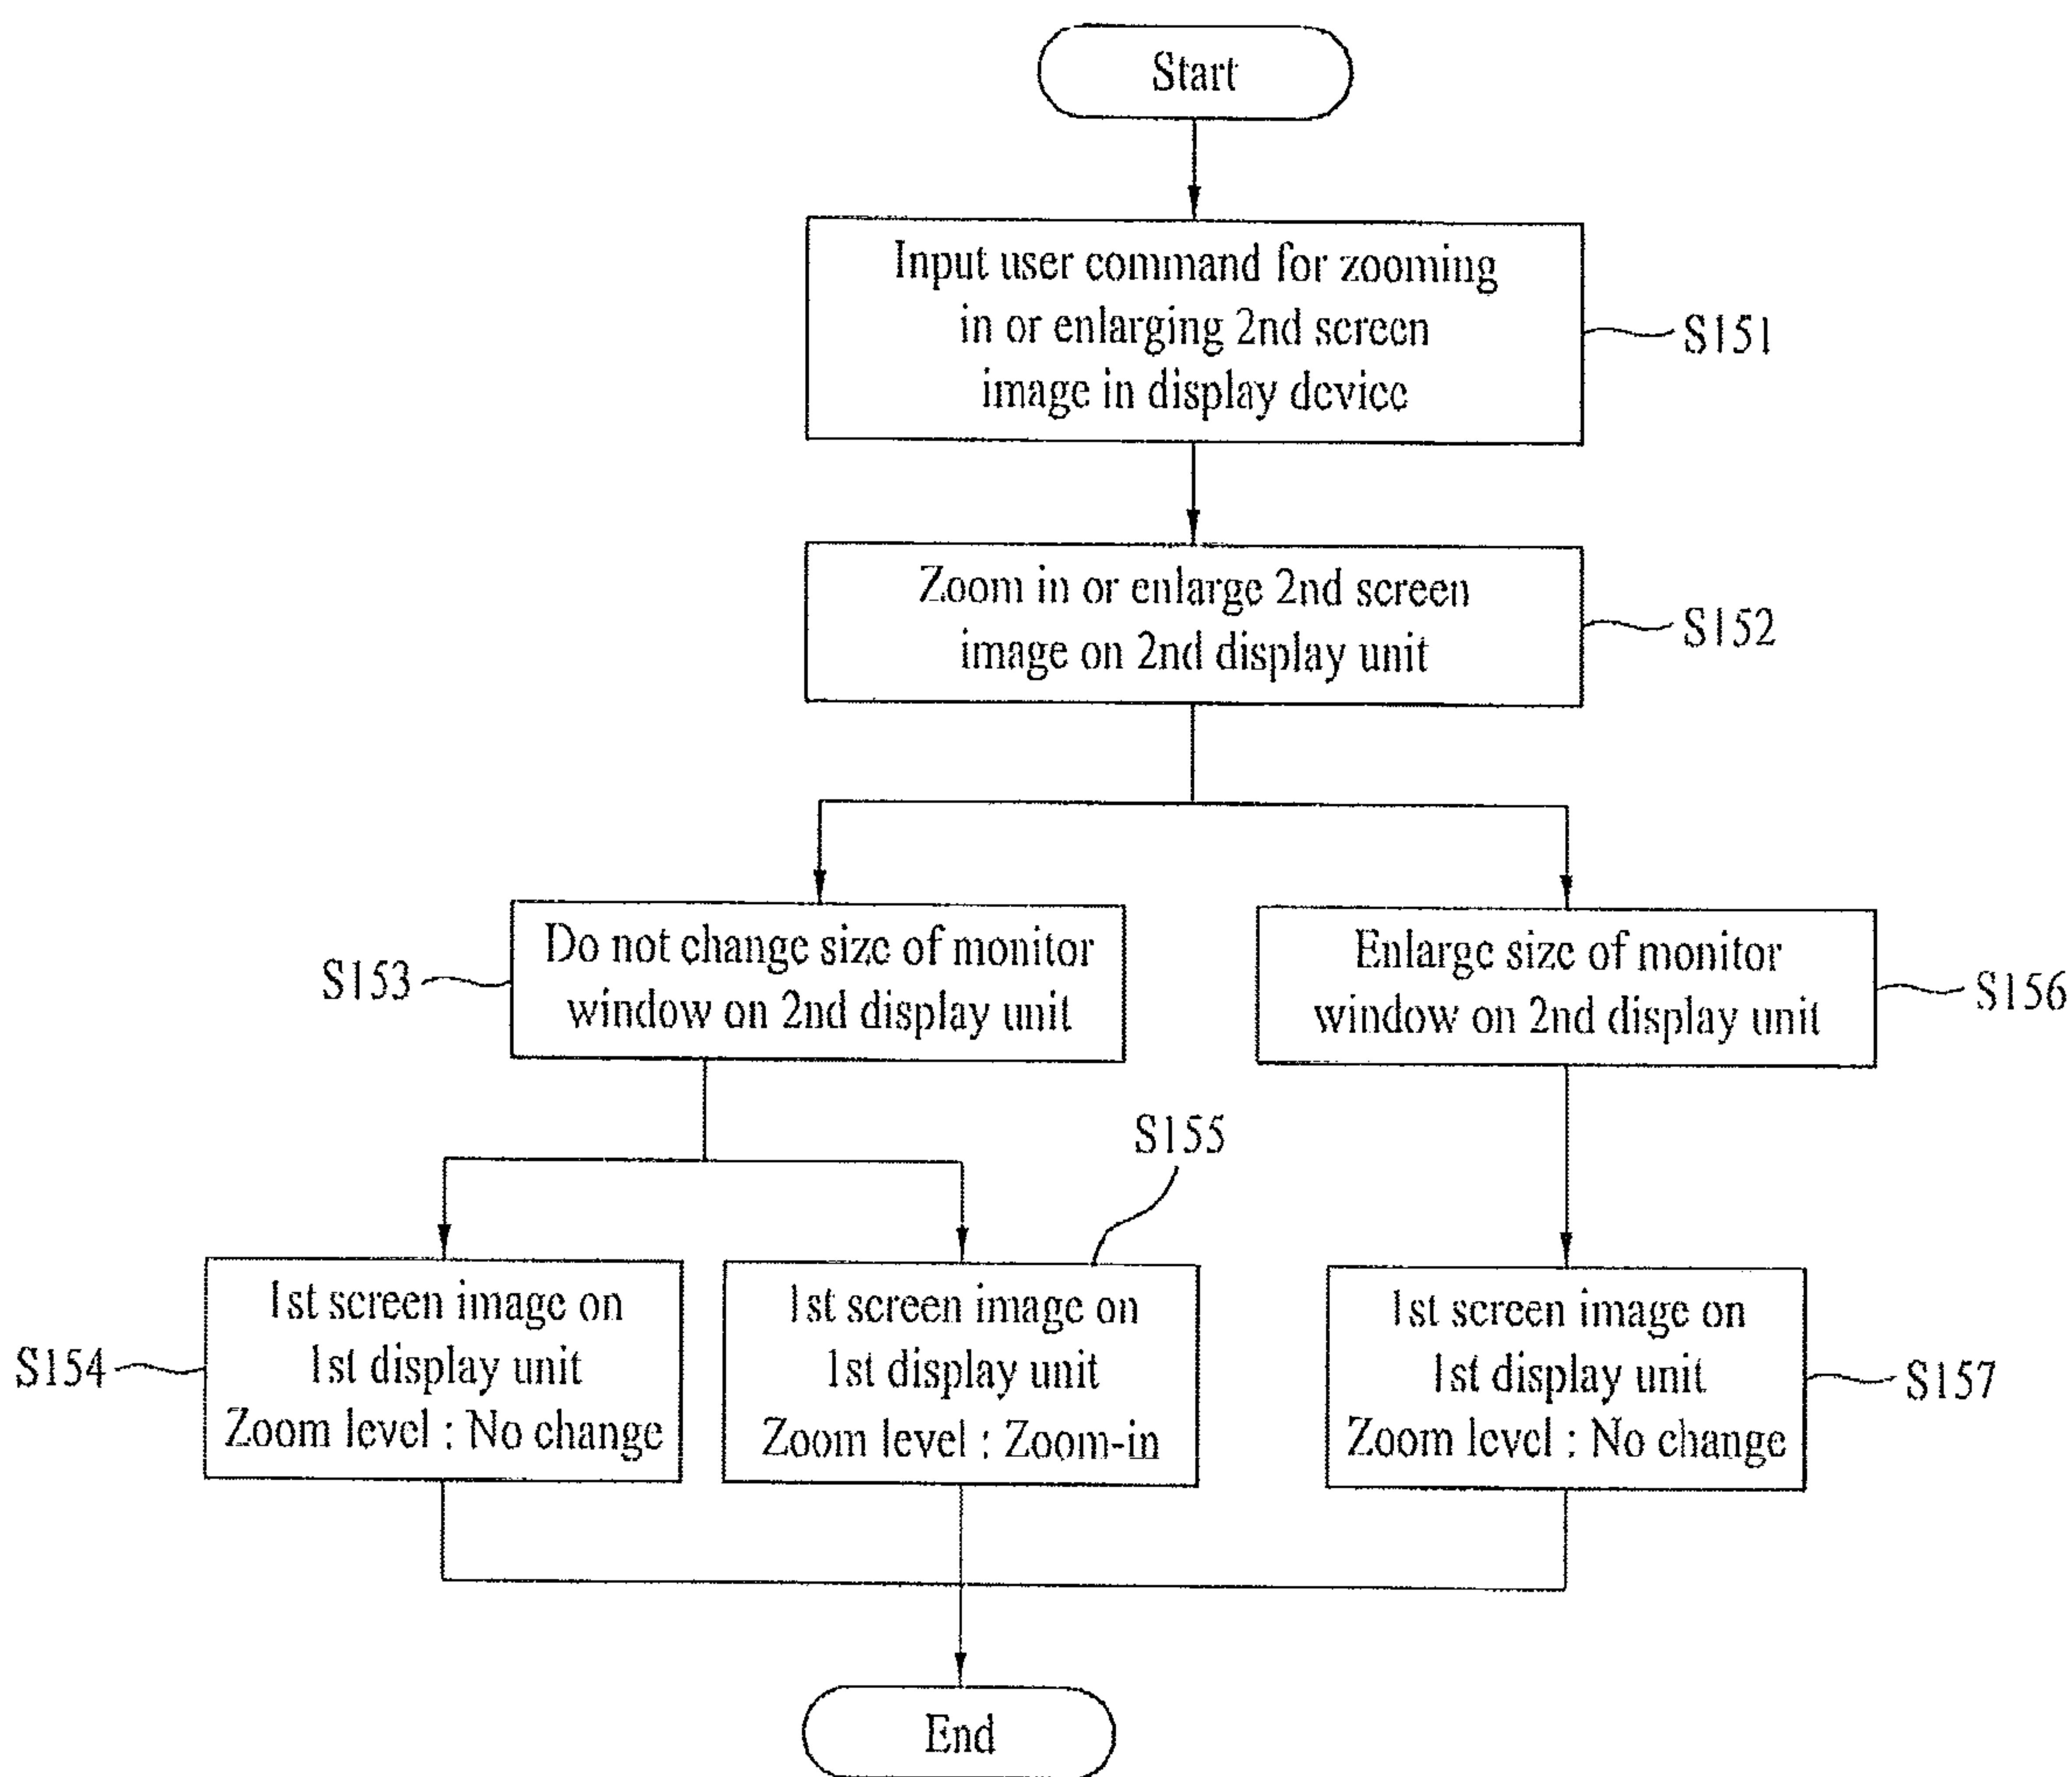 Start
Input user command for zooming
in or enlarging 2nd screen
image in display device
S151
Zoom in or enlarge 2nd screen
image on 2nd display unit
S152
S153
Do not change size of monitor
window on 2nd display unit
Enlarge size of monitor
window on 2nd display unit
S156
S155
S154
1st screen image on
1st display unit
Zoom level : No change
1st screen image on
1st display unit
Zoom level : Zoom-in
1st screen image on
1st display unit
Zoom level : No change
S157
End